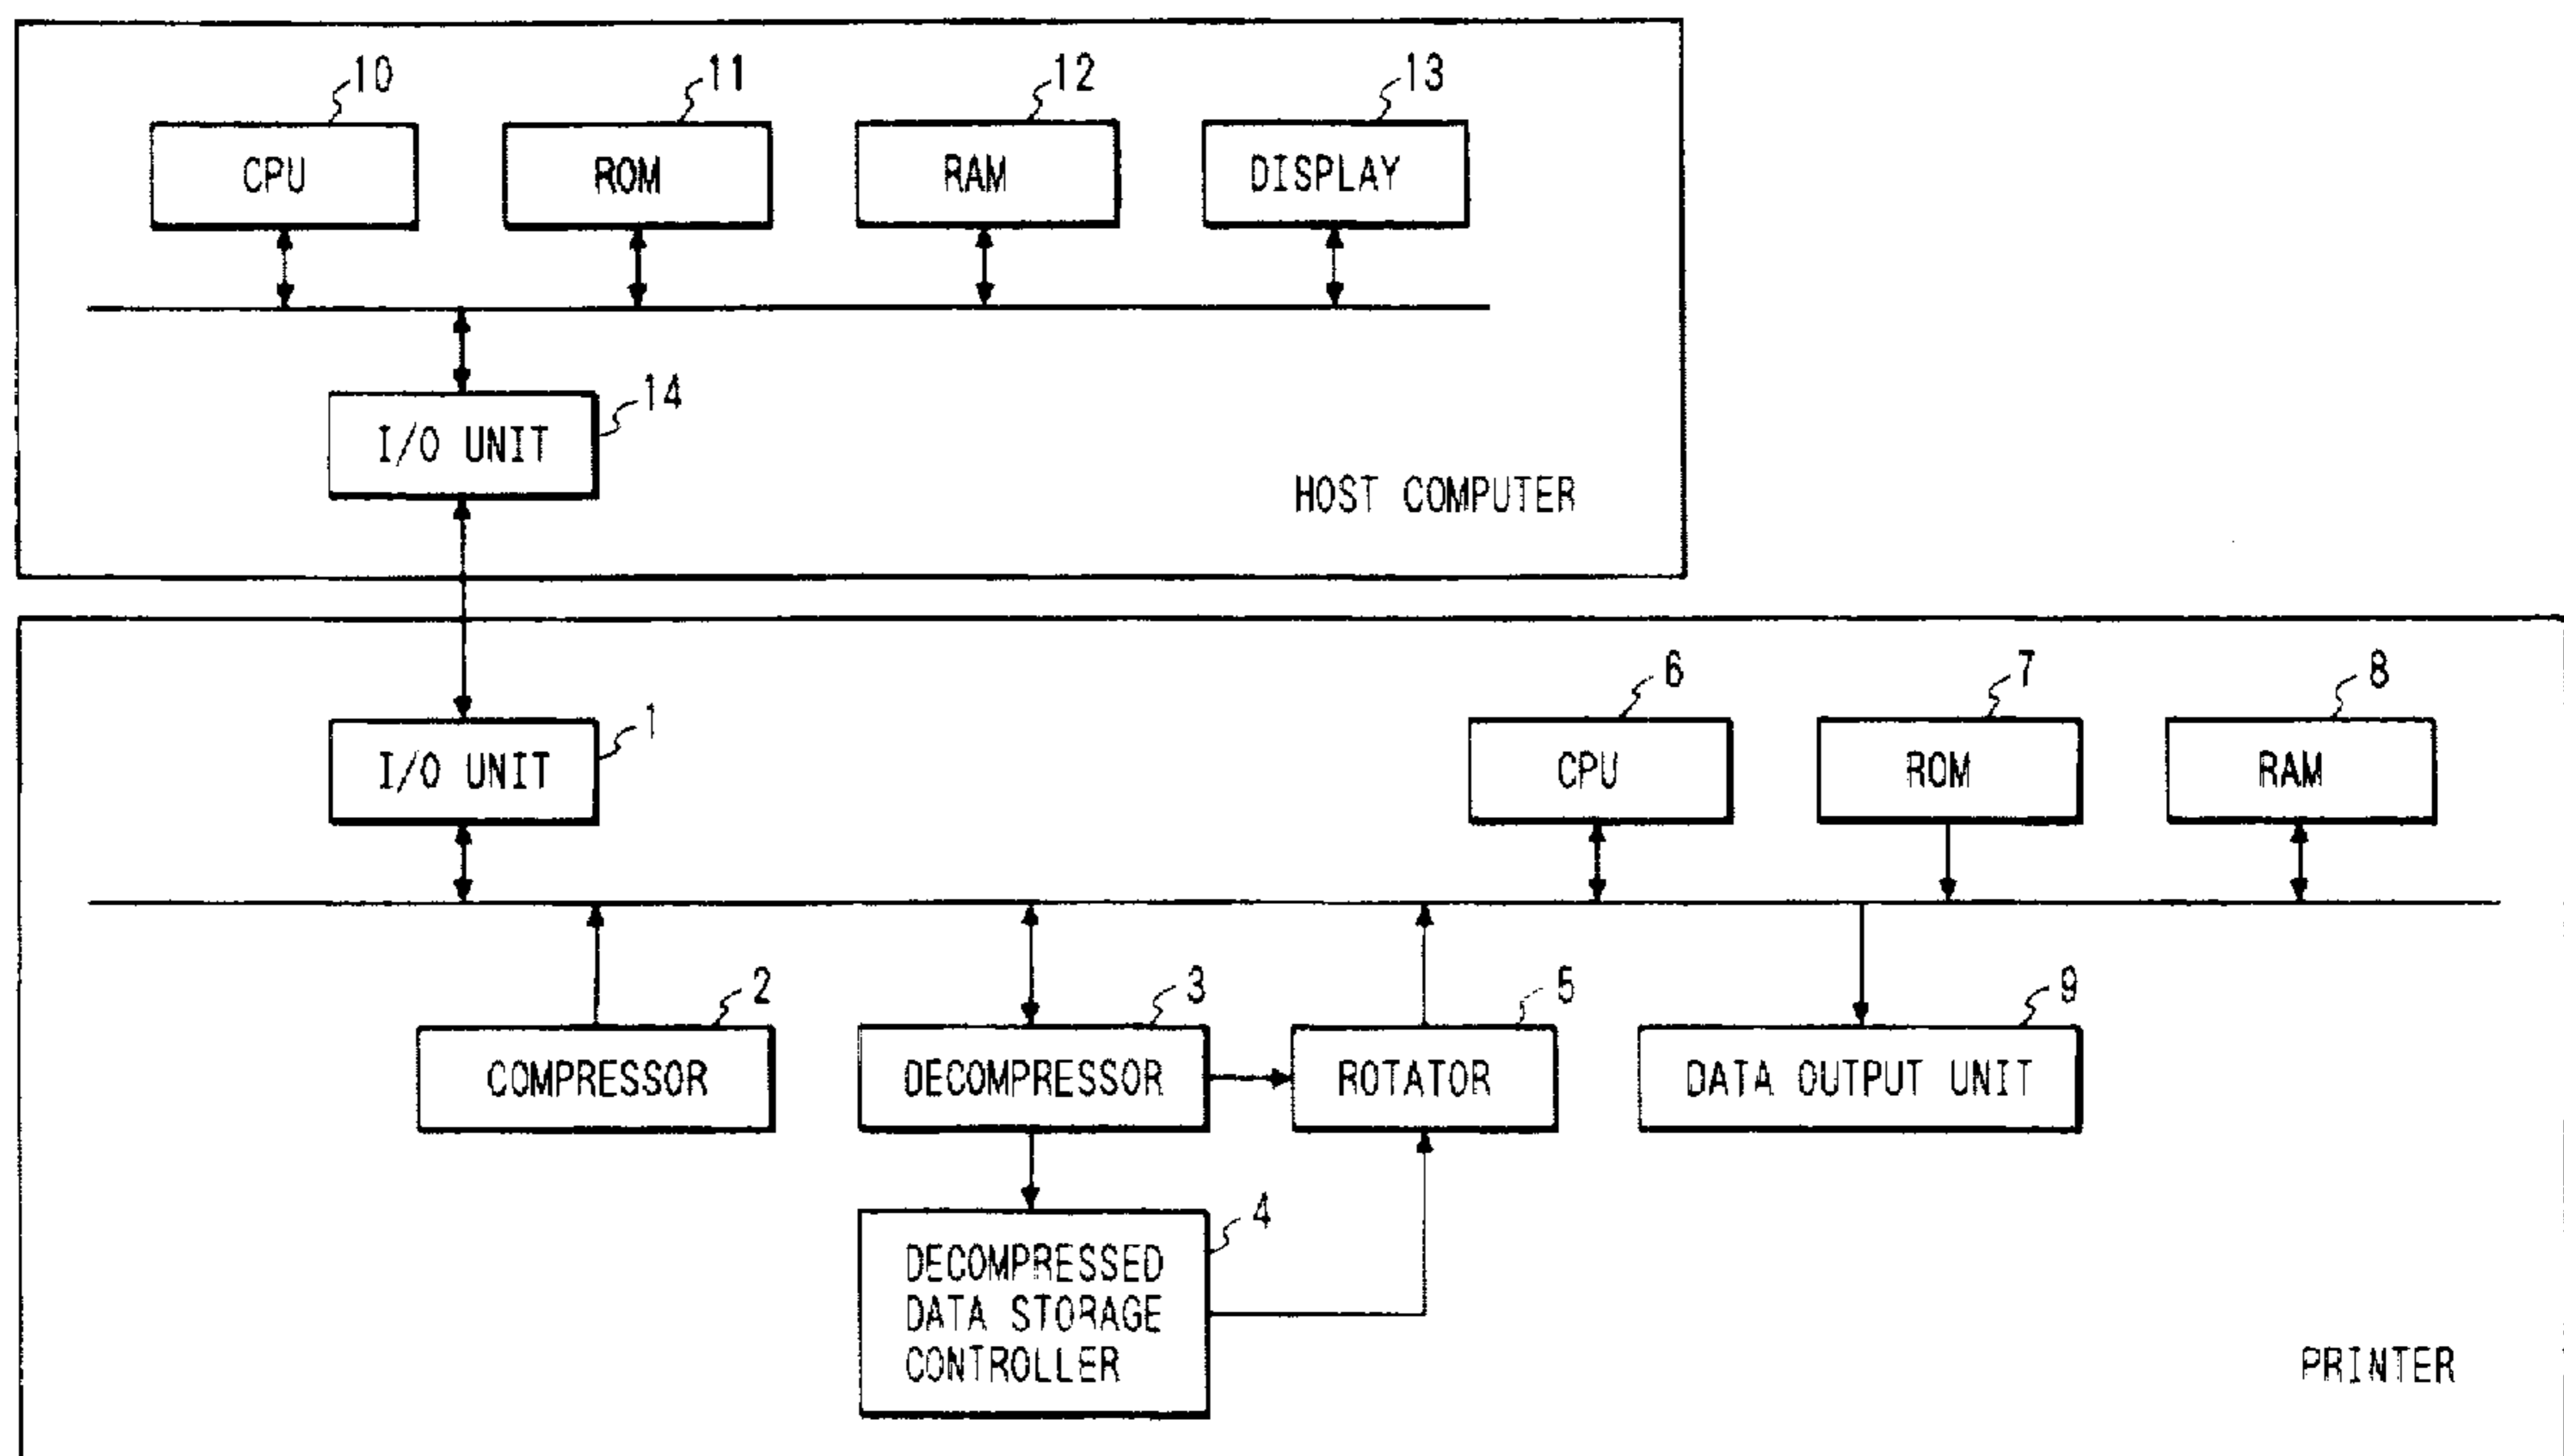 10
11
12
13
CPU
ROM
RAM
DISPLAY
14
I/O UNIT
HOST COMPUTER
1
I/O UNIT
6
7
8
CPU
ROM
RAM
2
3
5
9
COMPRESSOR
DECOMPRESSOR
ROTATOR
DATA OUTPUT UNIT
4
DECOMPRESSED
DATA STORAGE
CONTROLLER
PRINTER